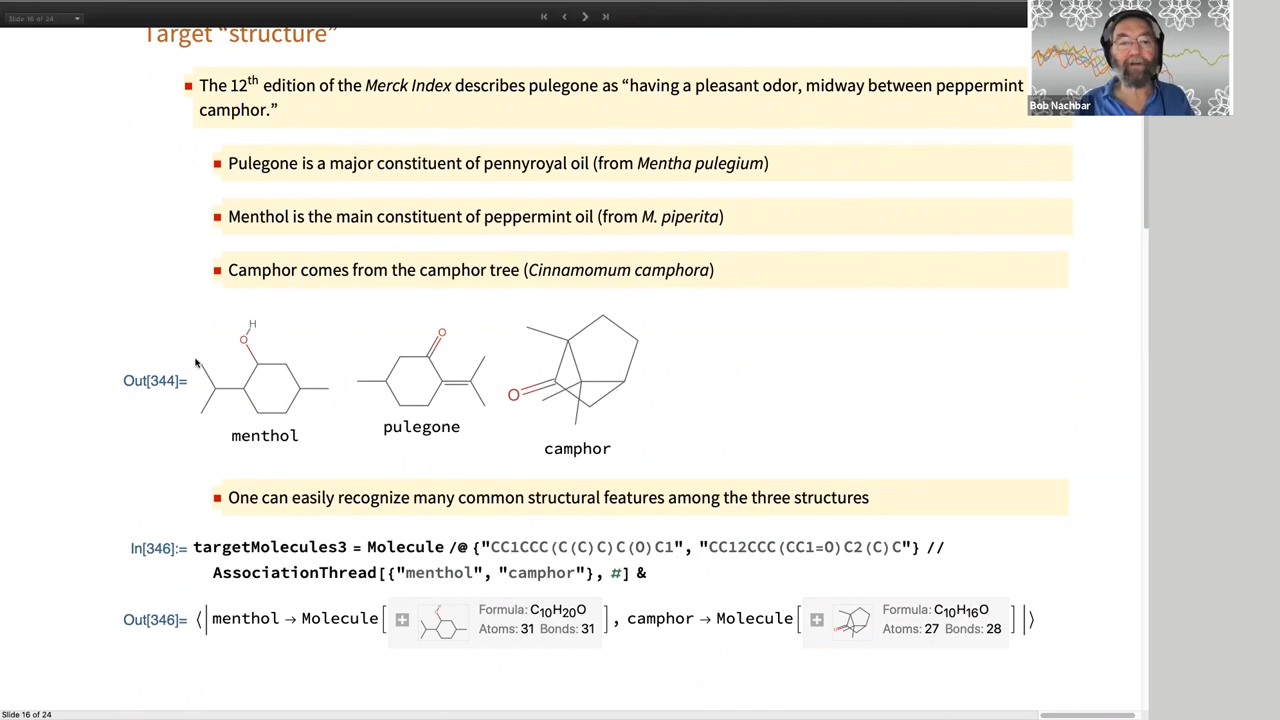 Slide 16 of 24
Target “structure”
Bob Nachbar
The 12th edition of the Merck Index describes pulegone as “having a pleasant odor, midway between peppermint
camphor.”
Pulegone is a major constituent of pennyroyal oil (from Mentha pulegium)
Menthol is the main constituent of peppermint oil (from M. piperita)
Camphor comes from the camphor tree (Cinnamomum camphora)
Out[344]=
H
O
menthol
O
pulegone
O
camphor
One can easily recognize many common structural features among the three structures
In[346]:= targetMolecules3 = Molecule /@ {"CC1CCC(C(C)C)C(O)C1", "CC12CCC(CC1=O)C2(C)C"} //
AssociationThread[{"menthol", "camphor"}, #] &
Out[346]= <|menthol → Molecule[ Formula: C10H20O Atoms: 31 Bonds: 31 ], camphor → Molecule[ Formula: C10H16O Atoms: 27 Bonds: 28 ]|>
Slide 16 of 24